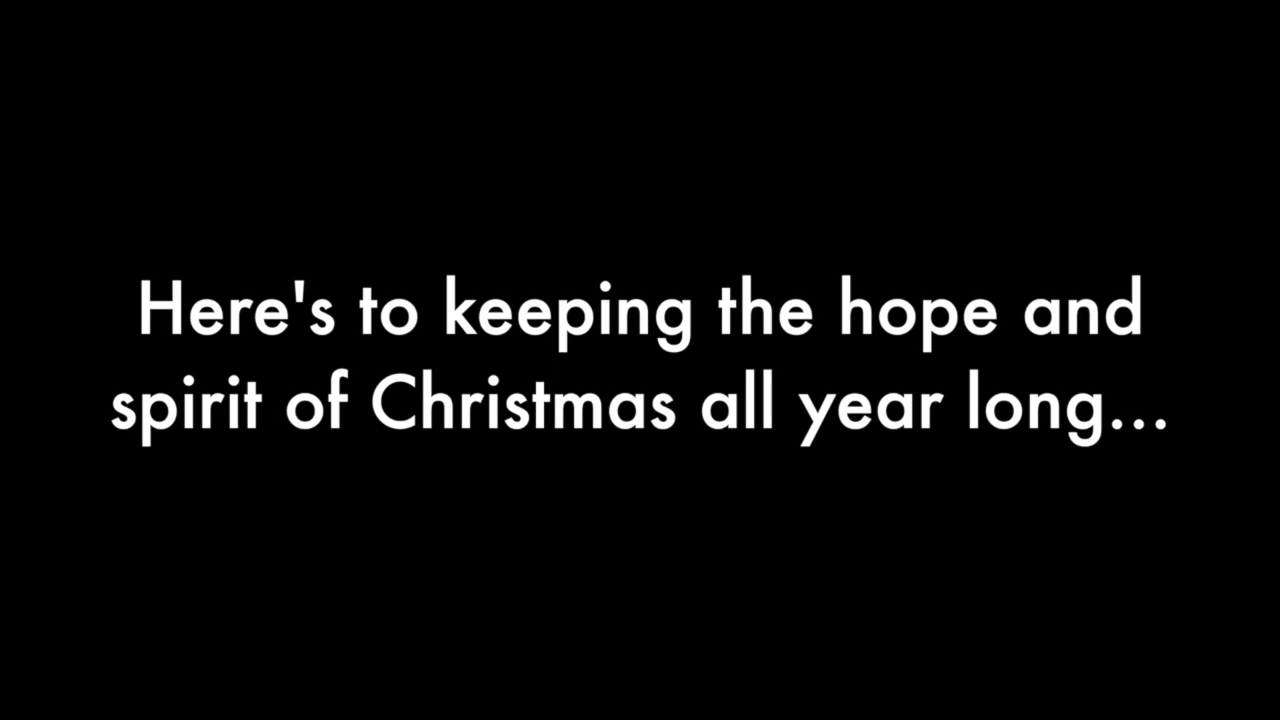 Here's to keeping the hope and
spirit of Christmas all year long...